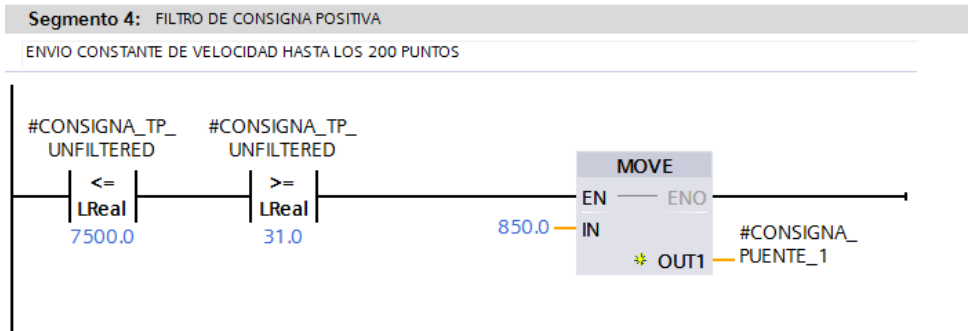 Segmento 4: FILTRO DE CONSIGNA POSITIVA
ENVIO CONSTANTE DE VELOCIDAD HASTA LOS 200 PUNTOS
#CONSIGNA_TP_
UNFILTERED
<=
LReal
7500.0
#CONSIGNA_TP_
UNFILTERED
>=
LReal
31.0
MOVE
EN ENO
850.0 IN
OUT1
#CONSIGNA_
PUENTE_1